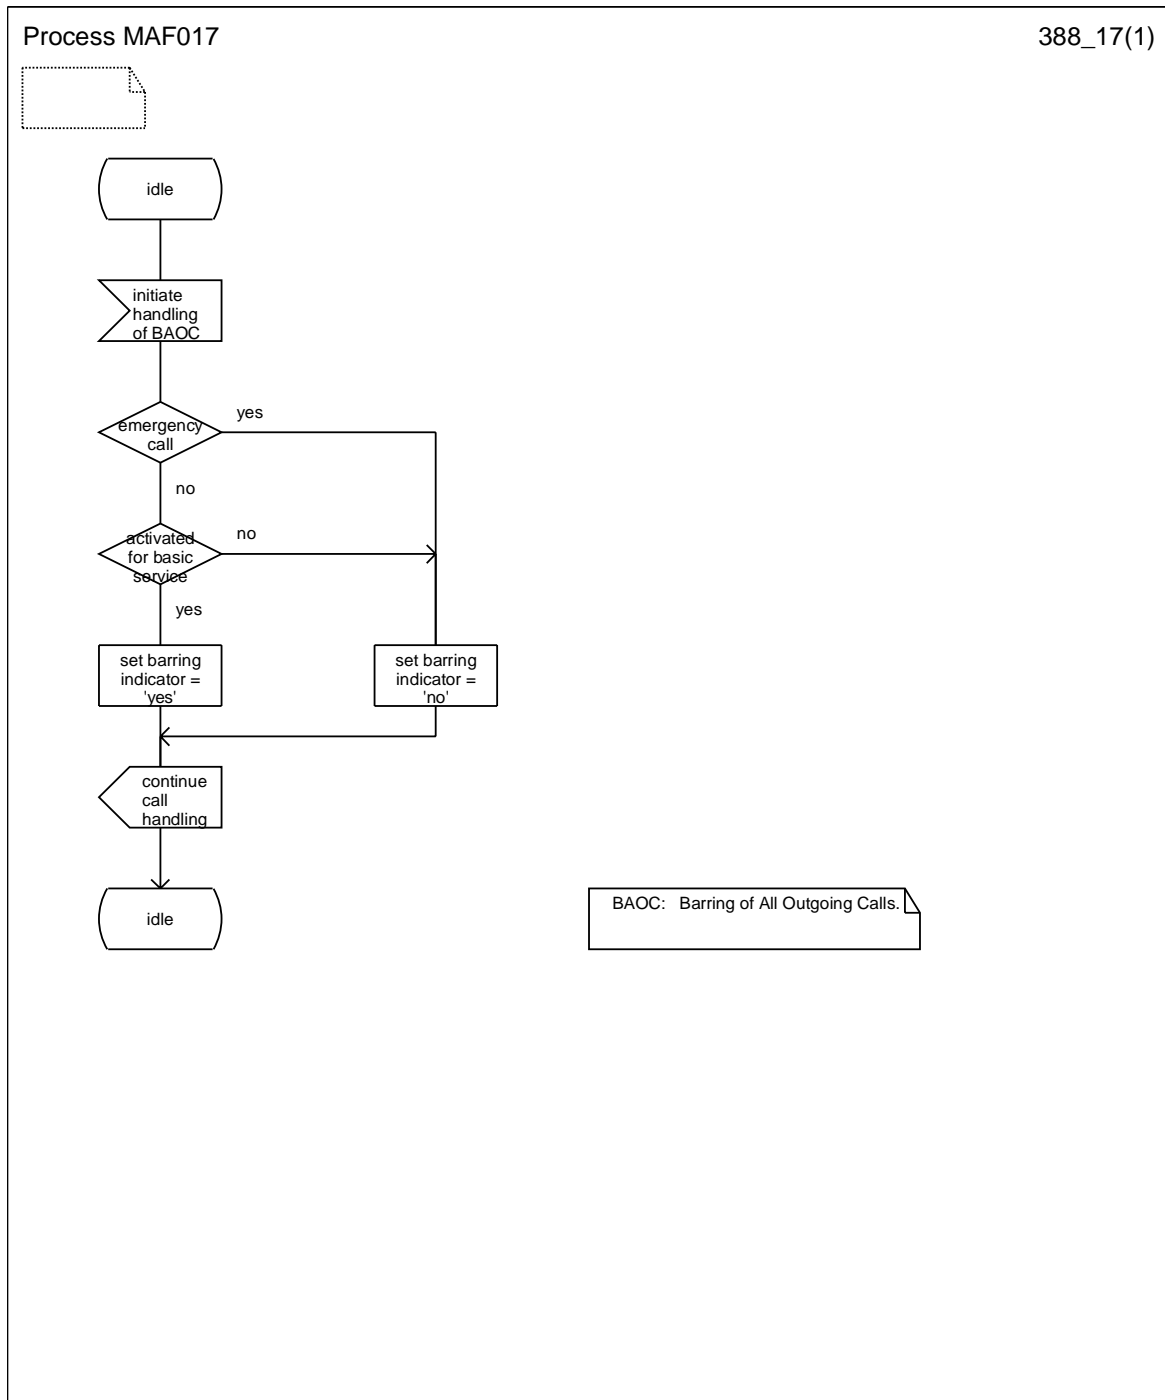 Process MAF017
388_17(1)
idle
initiate
handling
of BAOC
emergency
call
yes
no
activated
for basic
service
no
yes
set barring
indicator =
'yes'
set barring
indicator =
'no'
continue
call
handling
idle
BAOC: Barring of All Outgoing Calls.